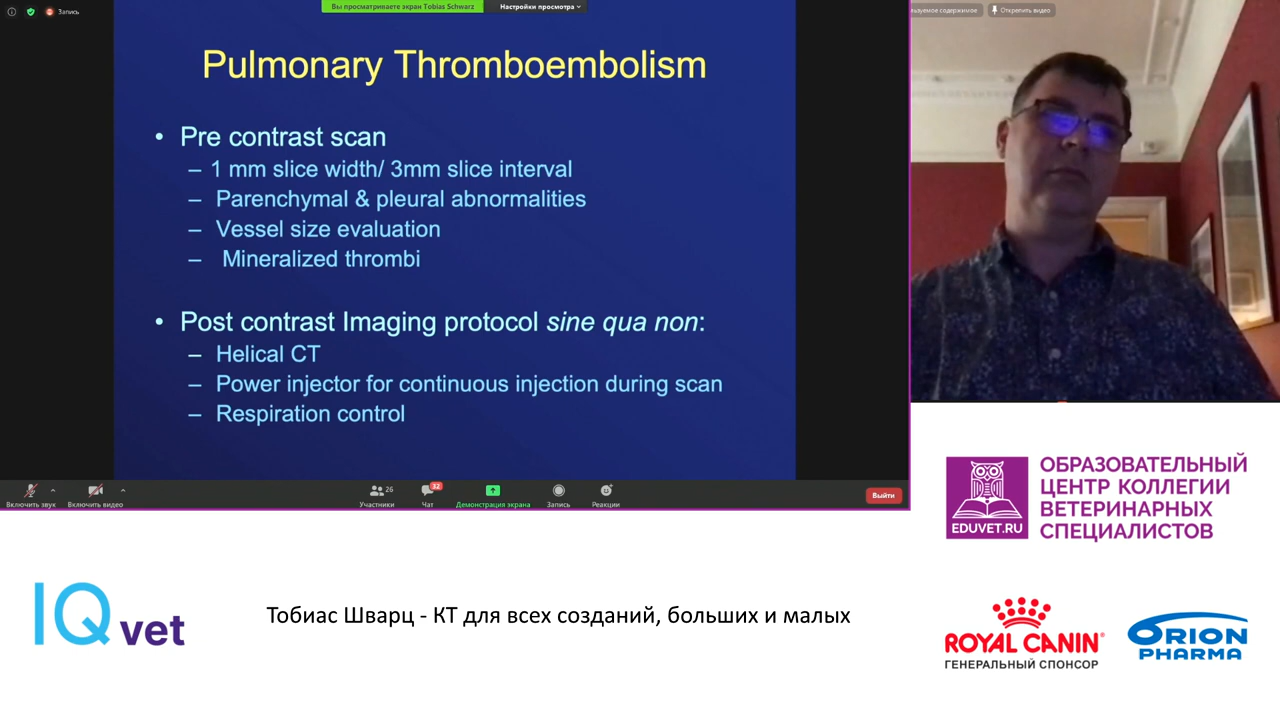 Запись
Вы просматриваете экран Tobias Schwarz
Настройки просмотра
содержимое
Открепить видео
Pulmonary Thromboembolism
• Pre contrast scan
– 1 mm slice width/ 3mm slice interval
– Parenchymal & pleural abnormalities
– Vessel size evaluation
– Mineralized thrombi
• Post contrast Imaging protocol sine qua non:
– Helical CT
– Power injector for continuous injection during scan
– Respiration control
Включить звук
Включить видео
26
Участники
32
Чат
Демонстрация экрана
Запись
Реакции
Выйти
EDUVET.RU
ОБРАЗОВАТЕЛЬНЫЙ
ЦЕНТР КОЛЛЕГИИ
ВЕТЕРИНАРНЫХ
СПЕЦИАЛИСТОВ
IQ vet
Тобиас Шварц - КТ для всех созданий, больших и малых
ROYAL CANIN®
ГЕНЕРАЛЬНЫЙ СПОНСОР
ORION
PHARMA